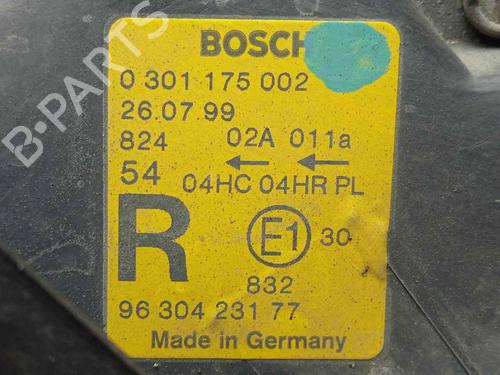 BOSCH
0 301 175 002
26.07.99
824 02A 011a
54 ← ←
04HC 04HR PL
R E1 30
832
96 304 231 77
Made in Germany
B-Parts
B-Parts